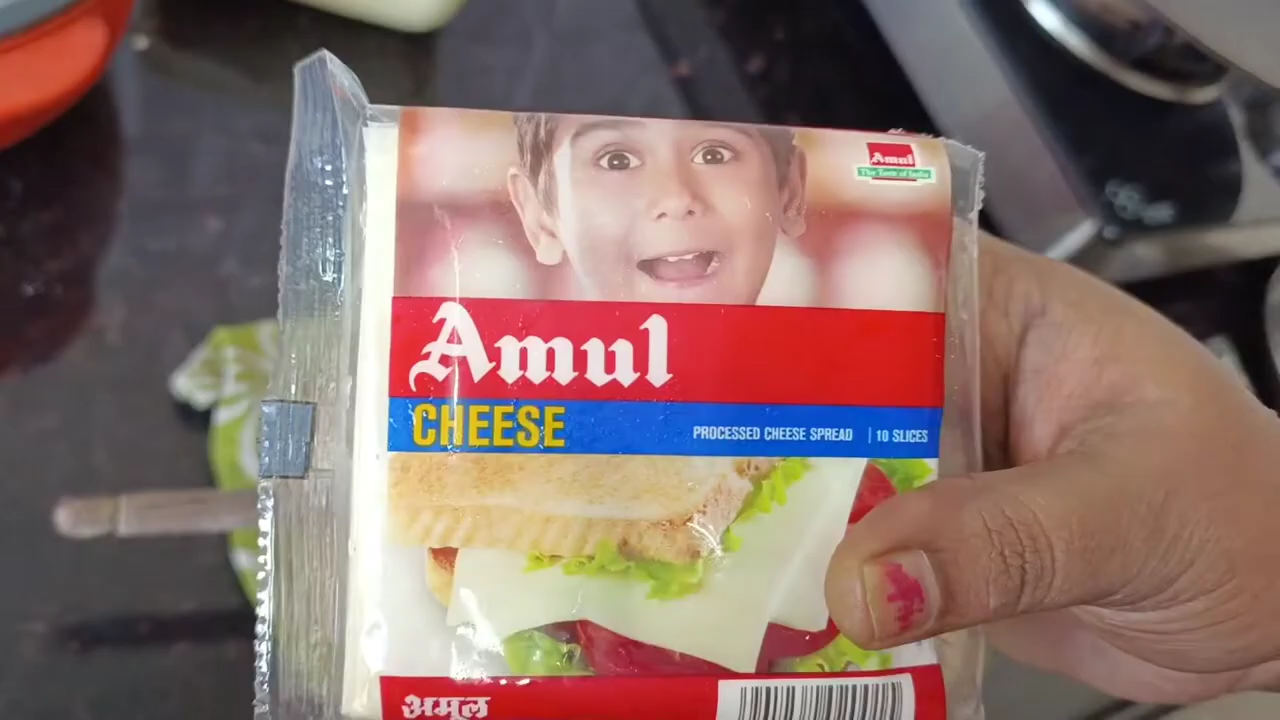 Amul
The Taste of India
Amul
CHEESE
PROCESSED CHEESE SPREAD | 10 SLICES
अमूल